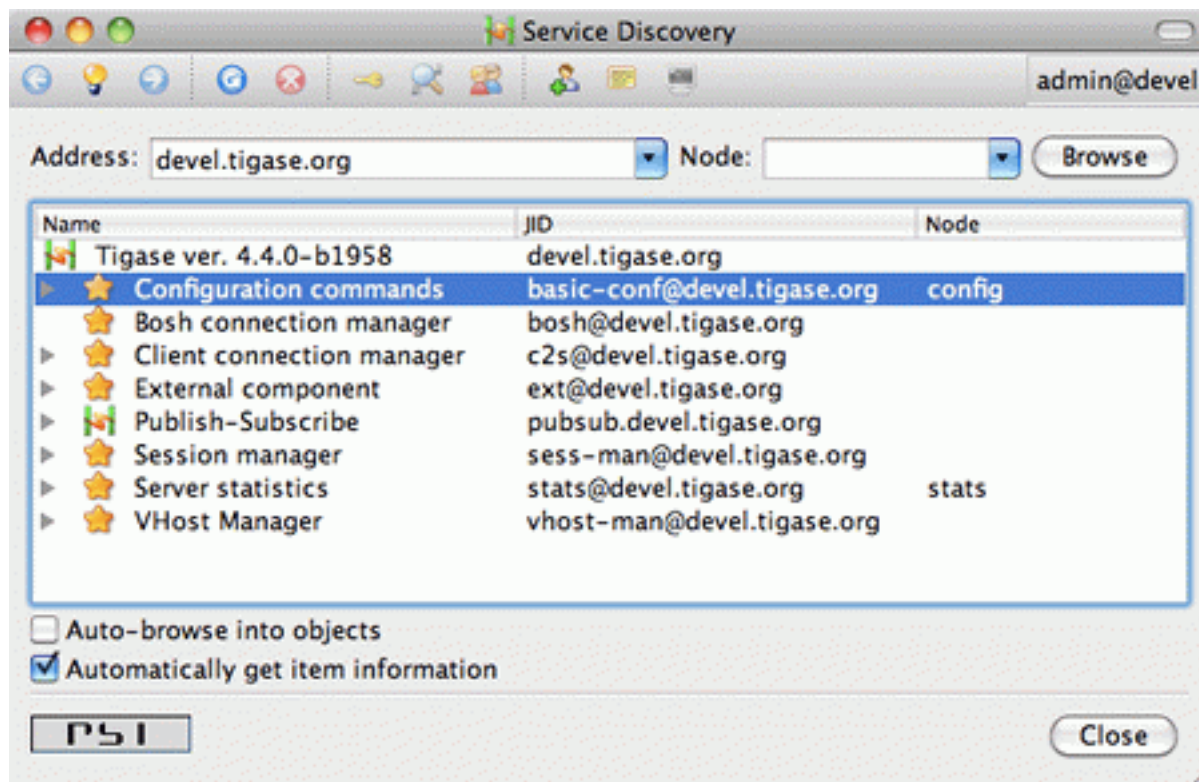 Service Discovery
admin@devel
Address: devel.tigase.org Node: Browse
Name JID Node
Tigase ver. 4.4.0-b1958 devel.tigase.org
Configuration commands basic-conf@devel.tigase.org config
Bosh connection manager bosh@devel.tigase.org
Client connection manager c2s@devel.tigase.org
External component ext@devel.tigase.org
Publish-Subscribe pubsub.devel.tigase.org
Session manager sess-man@devel.tigase.org
Server statistics stats@devel.tigase.org stats
VHost Manager vhost-man@devel.tigase.org
Auto-browse into objects
Automatically get item information
PSI Close